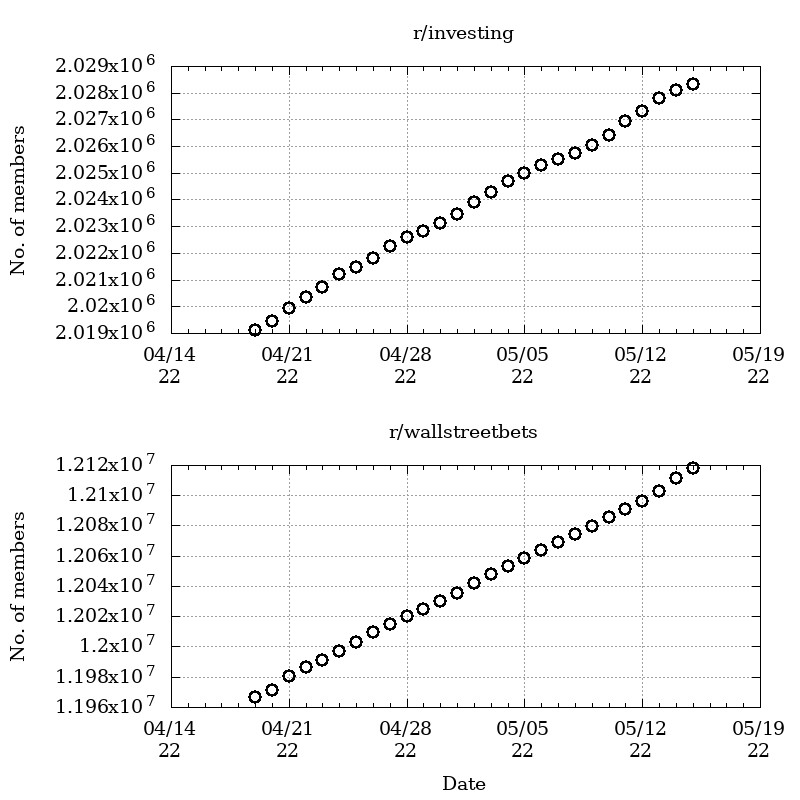 r/investing
No. of members
2.029x10^6
2.028x10^6
2.027x10^6
2.026x10^6
2.025x10^6
2.024x10^6
2.023x10^6
2.022x10^6
2.021x10^6
2.02x10^6
2.019x10^6
04/14 04/21 04/28 05/05 05/12 05/19
22 22 22 22 22 22
r/wallstreetbets
No. of members
1.212x10^7
1.21x10^7
1.208x10^7
1.206x10^7
1.204x10^7
1.202x10^7
1.2x10^7
1.198x10^7
1.196x10^7
04/14 04/21 04/28 05/05 05/12 05/19
22 22 22 22 22 22
Date